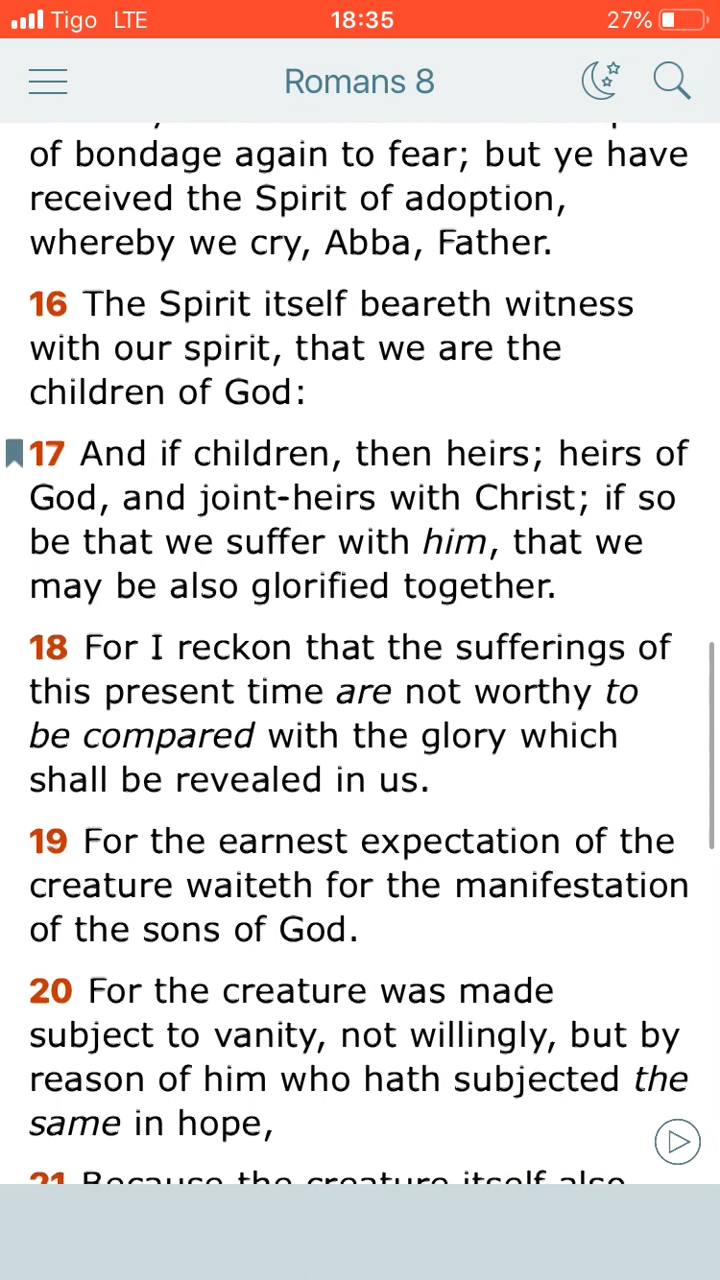 Tigo LTE 18:35 27%
Romans 8
of bondage again to fear; but ye have
received the Spirit of adoption,
whereby we cry, Abba, Father.
16 The Spirit itself beareth witness
with our spirit, that we are the
children of God:
17 And if children, then heirs; heirs of
God, and joint-heirs with Christ; if so
be that we suffer with him, that we
may be also glorified together.
18 For I reckon that the sufferings of
this present time are not worthy to
be compared with the glory which
shall be revealed in us.
19 For the earnest expectation of the
creature waiteth for the manifestation
of the sons of God.
20 For the creature was made
subject to vanity, not willingly, but by
reason of him who hath subjected the
same in hope,
21 Because the creature itself also